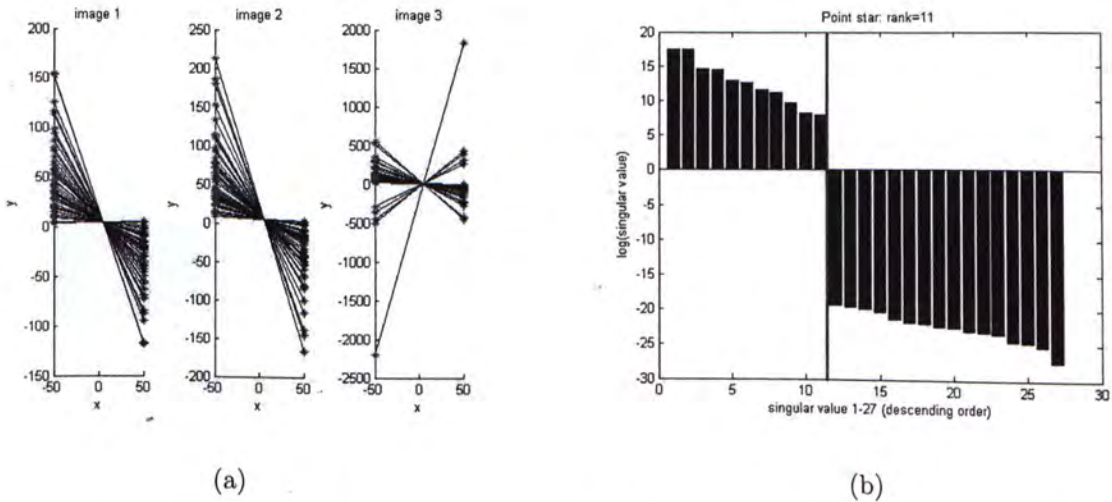 image 1
image 2
image 3
200
150
100
50
0
-50
-100
-150
-50 0 50
x
y
250
200
150
100
50
0
-50
-100
-150
-200
-50 0 50
x
y
2000
1500
1000
500
0
-500
-1000
-1500
-2000
-2500
-50 0 50
x
y
Point star: rank=11
20
15
10
5
0
-5
-10
-15
-20
-25
-30
0 5 10 15 20 25 30
log(singular value)
singular value 1-27 (descending order)
(a)
(b)